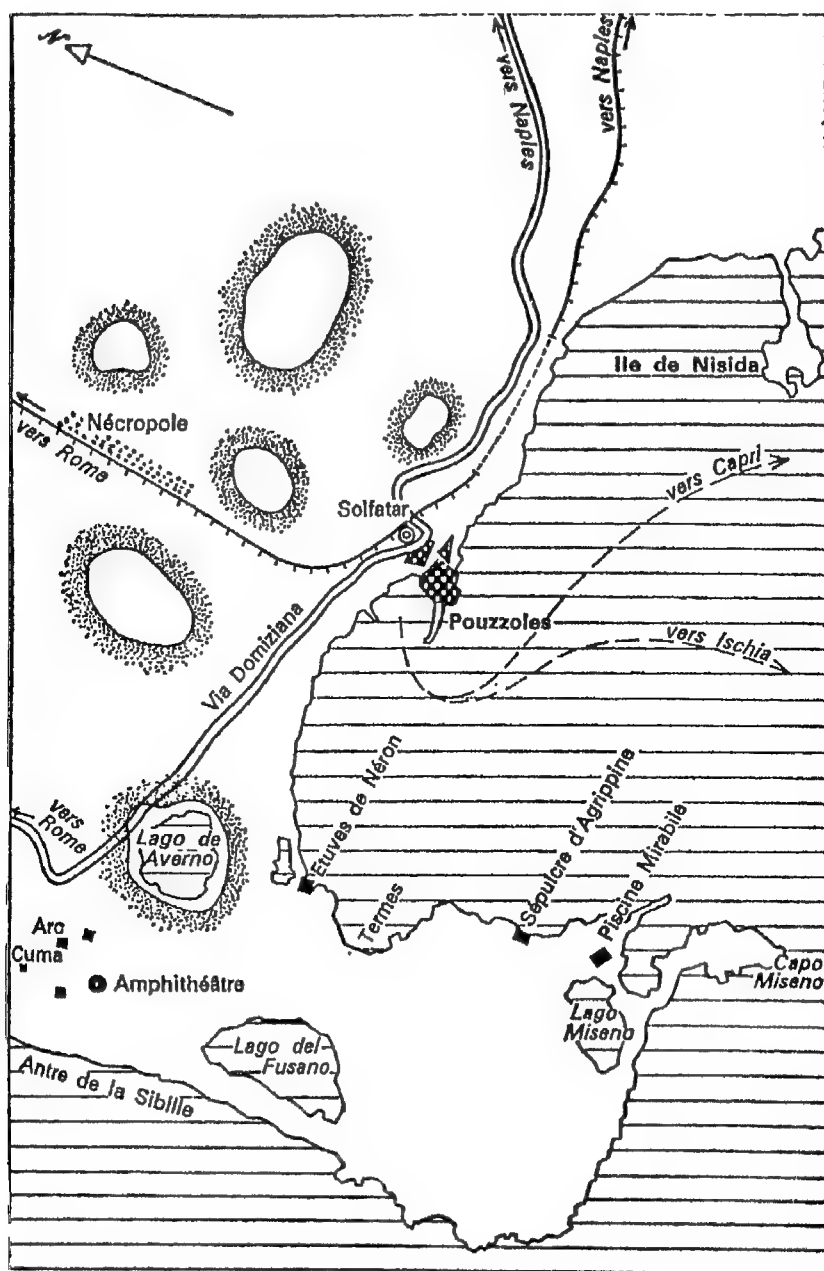 N
vers Naples
vers Naples
Ile de Nisida
Nécropole
vers Rome
vers Capri
Solfatar
Pouzzoles
vers Ischia
Via Domiziana
vers
Rome
Lago de
Averno
Etuves de Néron
Termes
Sépulcre d'Agrippine
Piscine Mirabile
Arc
Cuma
Amphithéâtre
Capo
Miseno
Lago
Miseno
Lago del
Fusano
Antre de la Sibille